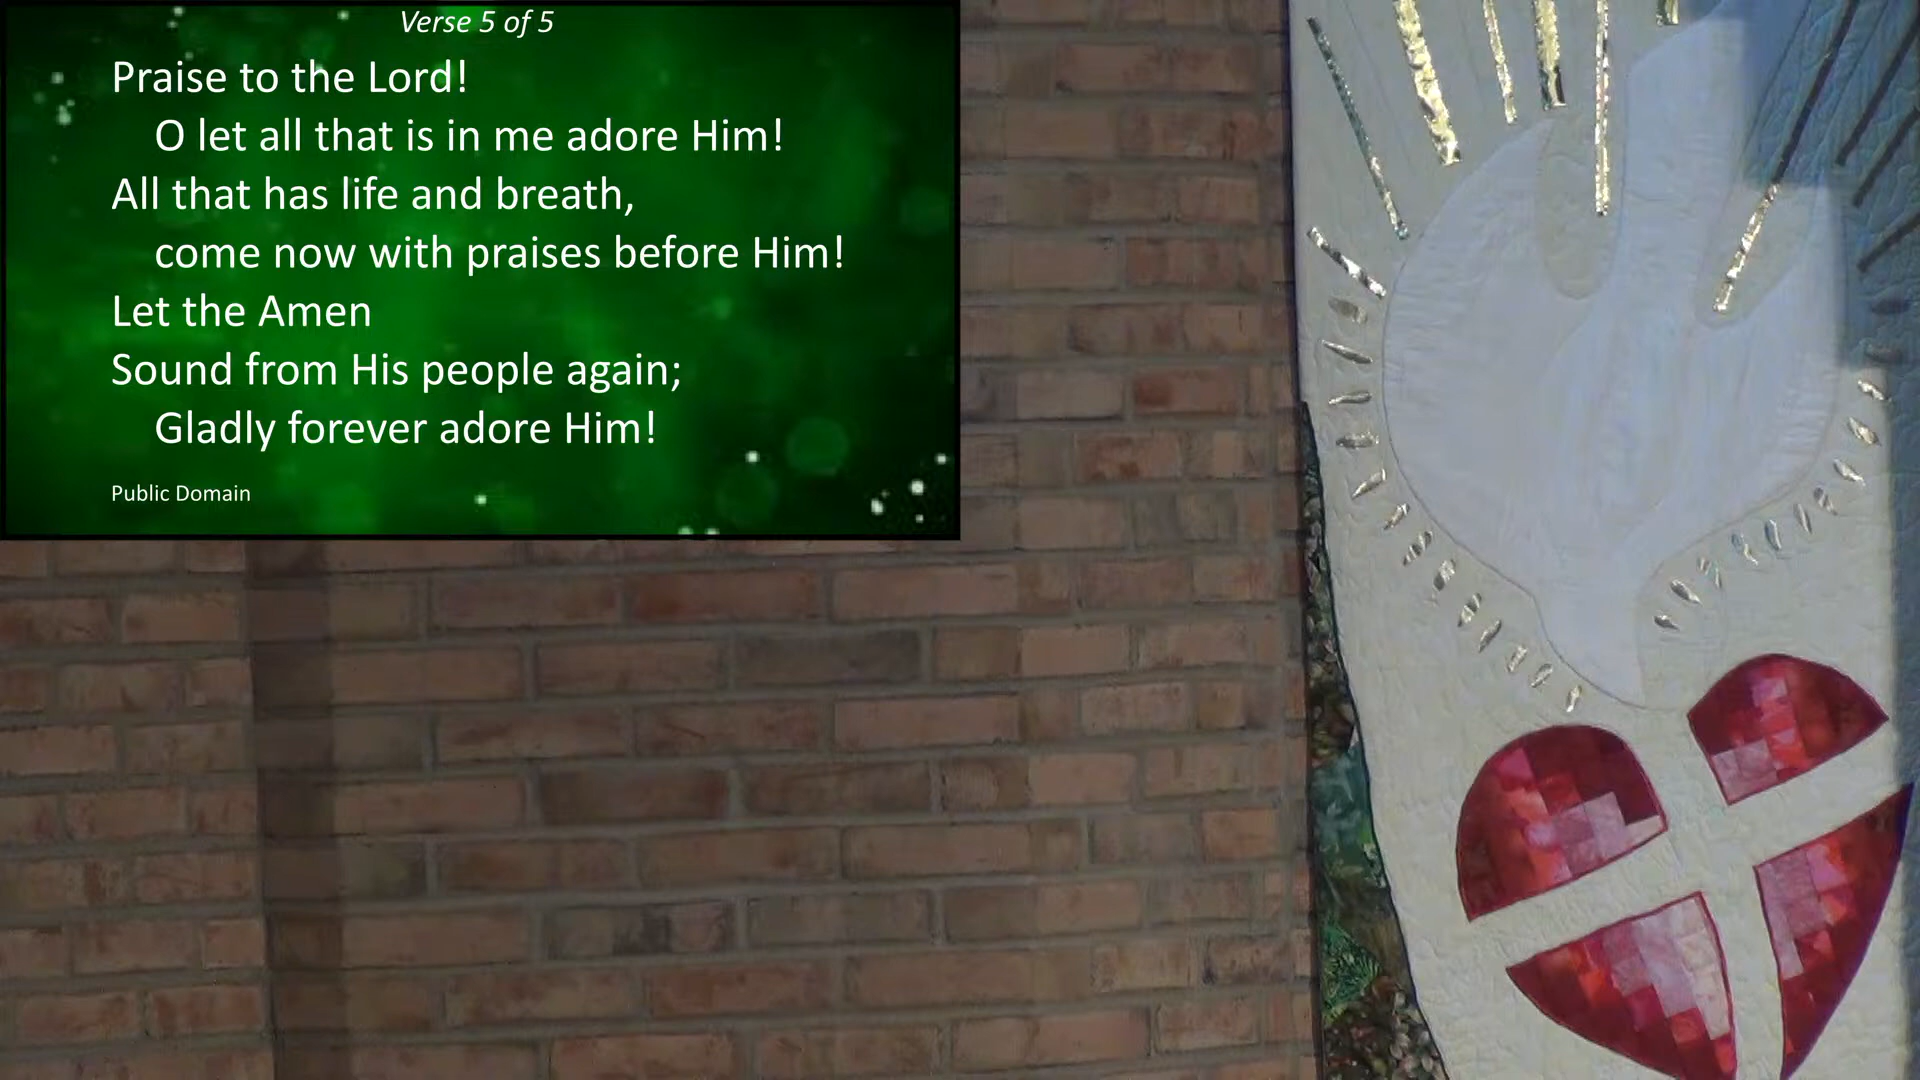 Verse 5 of 5
Praise to the Lord!
O let all that is in me adore Him!
All that has life and breath,
come now with praises before Him!
Let the Amen
Sound from His people again;
Gladly forever adore Him!
Public Domain